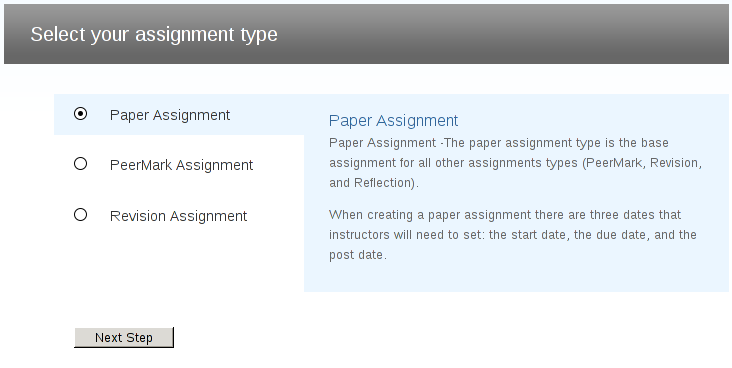 Select your assignment type
Paper Assignment
PeerMark Assignment
Revision Assignment
Paper Assignment
Paper Assignment -The paper assignment type is the base
assignment for all other assignments types (PeerMark, Revision,
and Reflection).
When creating a paper assignment there are three dates that
instructors will need to set: the start date, the due date, and the
post date.
Next Step